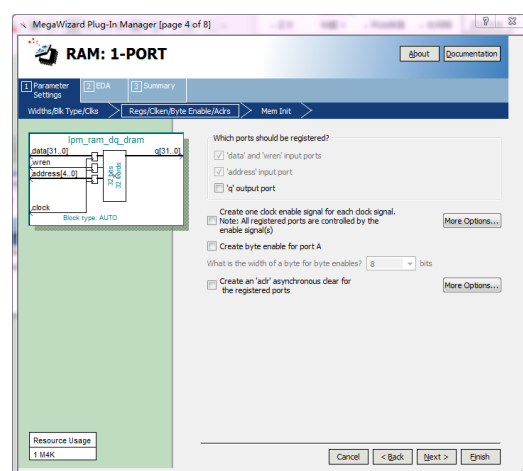 MegaWizard Plug-In Manager [page 4 of 8]
RAM: 1-PORT
About
Documentation
1 Parameter Settings
2 EDA
3 Summary
Widths/Blk Type/Clks
Regs/Clken/Byte Enable/Aclrs
Mem Init
lpm_ram_dq_dram
data[31..0]
q[31..0]
wren
address[4..0]
32 bits
32 words
clock
Block type: AUTO
Which ports should be registered?
'data' and 'wren' input ports
'address' input port
'q' output port
Create one clock enable signal for each clock signal.
Note: All registered ports are controlled by the
enable signal(s)
More Options...
Create byte enable for port A
What is the width of a byte for byte enables? 8 bits
Create an 'aclr' asynchronous clear for
the registered ports
More Options...
Resource Usage
1 M4K
Cancel
< Back
Next >
Finish